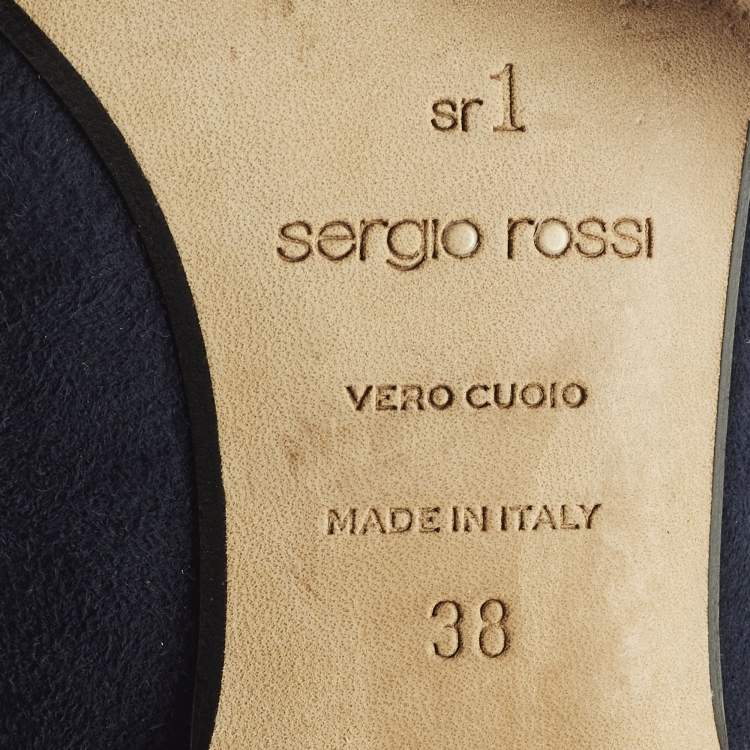 sr1
sergio rossi
VERO CUOIO
MADE IN ITALY
38